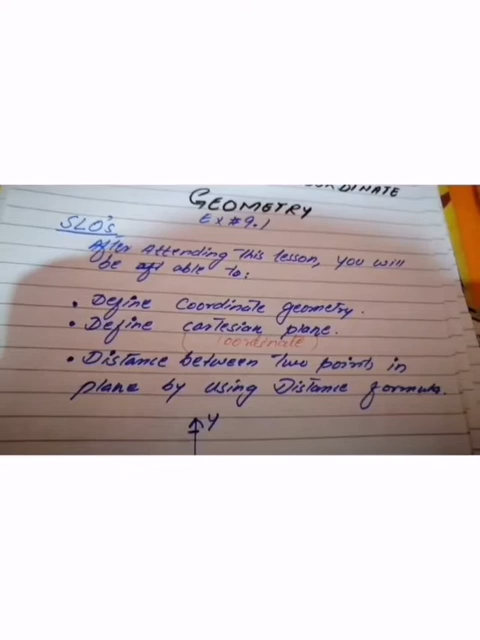 ORDINATE
GEOMETRY
Ex # 9.1
SLO's
After Attending this lesson, you will
be able to:
• Define Coordinate geometry.
• Define cartesian plane.
(coordinate)
• Distance between Two points in
plane by using Distance formula.
y